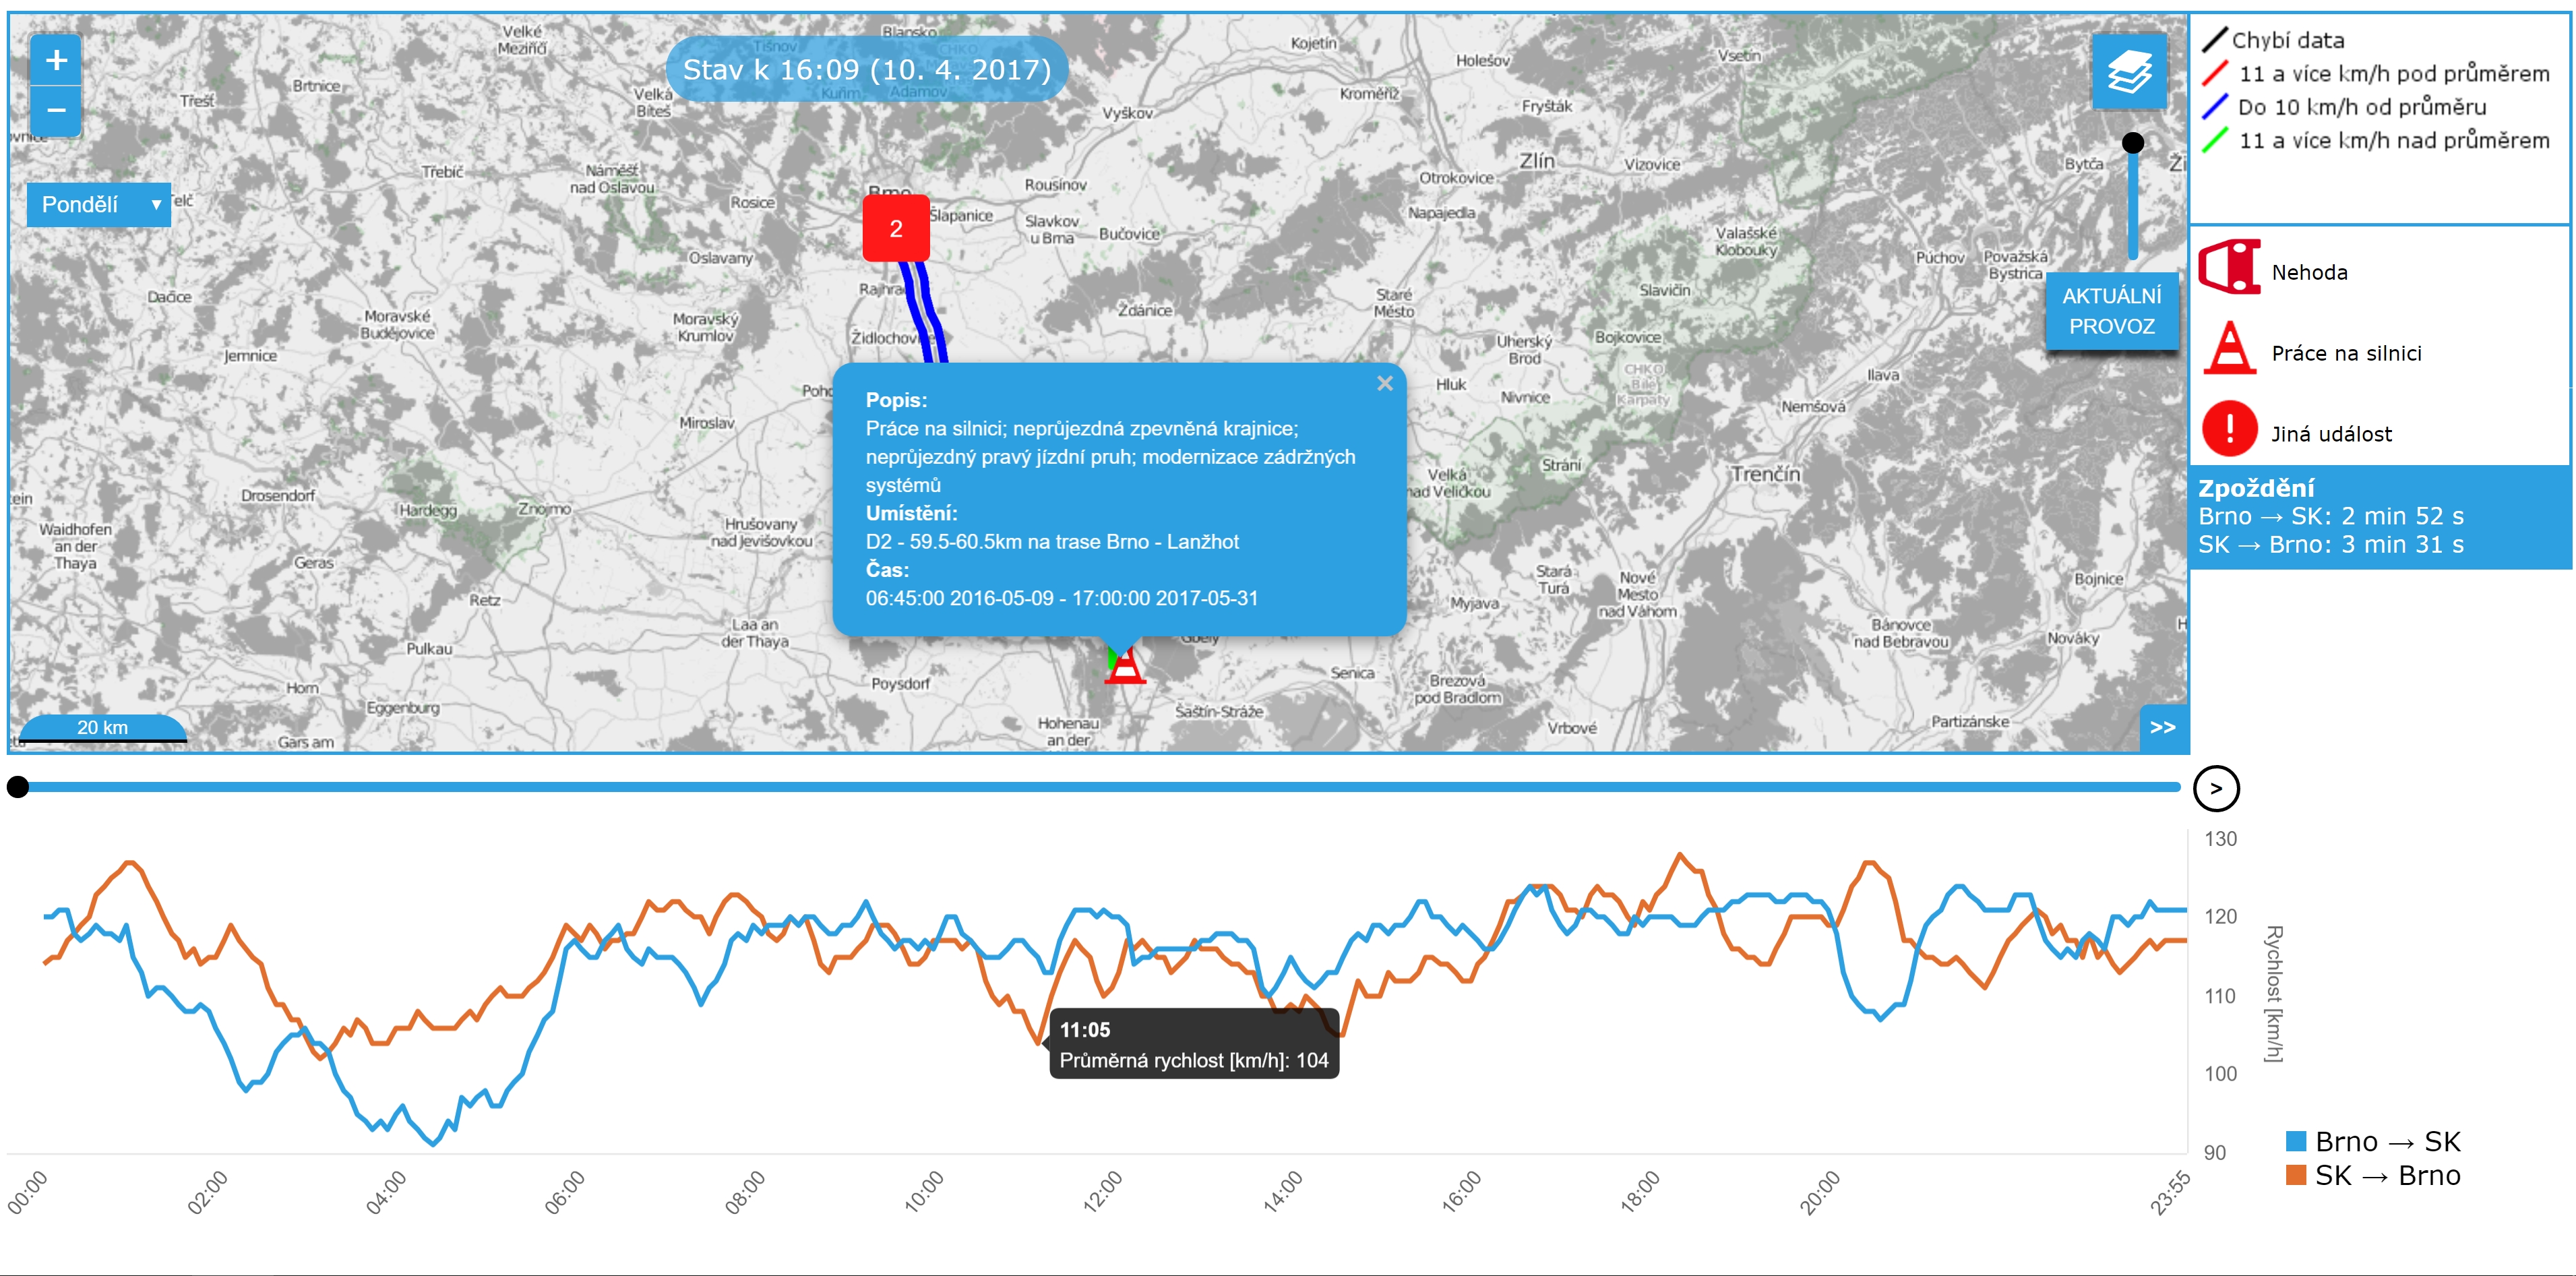 +
−
Pondělí
Stav k 16:09 (10. 4. 2017)
Velké
Meziříčí
Tišnov
Blansko
CHKO
Kuřim
Adamov
Kojetín
Holešov
Vsetín
Třešť
Brtnice
Velká
Bíteš
Vyškov
Kroměříž
Fryšták
Třebíč
Náměšť
nad Oslavou
Rosice
Brno
2
Šlapanice
Rousínov
Slavkov
u Brna
Bučovice
Zlín
Vizovice
Otrokovice
Napajedla
Bytča
Valašské
Klobouky
Púchov
Považská
Bystrica
Oslavany
Dačice
Moravské
Budějovice
Moravský
Krumlov
Židlochovice
Ždánice
Staré
Město
Slavičín
Uherský
Brod
Bojkovice
AKTUÁLNÍ
PROVOZ
Jemnice
CHKO
Bílé
Karpaty
Hluk
Nivnice
Ilava
Nemšová
Miroslav
Popis:
Práce na silnici; neprůjezdná zpevněná krajnice;
neprůjezdný pravý jízdní pruh; modernizace zádržných
systémů
Umístění:
D2 - 59.5-60.5km na trase Brno - Lanžhot
Čas:
06:45:00 2016-05-09 - 17:00:00 2017-05-31
×
Velká
nad Veličkou
Strání
Trenčín
Drosendorf
Hardegg
Znojmo
Waidhofen
an der
Thaya
Hrušovany
nad Jevišovkou
Geras
Retz
Stará
Turá
Nové
Mesto
nad Váhom
Myjava
Bojnice
Laa an
der Thaya
Pulkau
Gbely
Bánovce
nad Bebravou
Nováky
Horn
Poysdorf
Senica
Brezová
pod Bradlom
Eggenburg
Hohenau
an der
Šaštín-Stráže
Vrbové
Partizánske
Gars am
20 km
>>
Chybí data
11 a více km/h pod průměrem
Do 10 km/h od průměru
11 a více km/h nad průměrem
Nehoda
Práce na silnici
Jiná událost
Zpoždění
Brno → SK: 2 min 52 s
SK → Brno: 3 min 31 s
>
130
120
110
100
90
Rychlost [km/h]
11:05
Průměrná rychlost [km/h]: 104
Brno → SK
SK → Brno
00:00
02:00
04:00
06:00
08:00
10:00
12:00
14:00
16:00
18:00
20:00
23:55